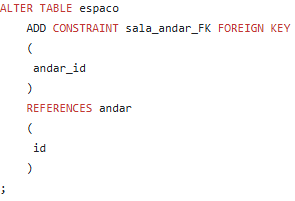 ALTER TABLE espaco
ADD CONSTRAINT sala_andar_FK FOREIGN KEY
(
andar_id
)
REFERENCES andar
(
id
)
;